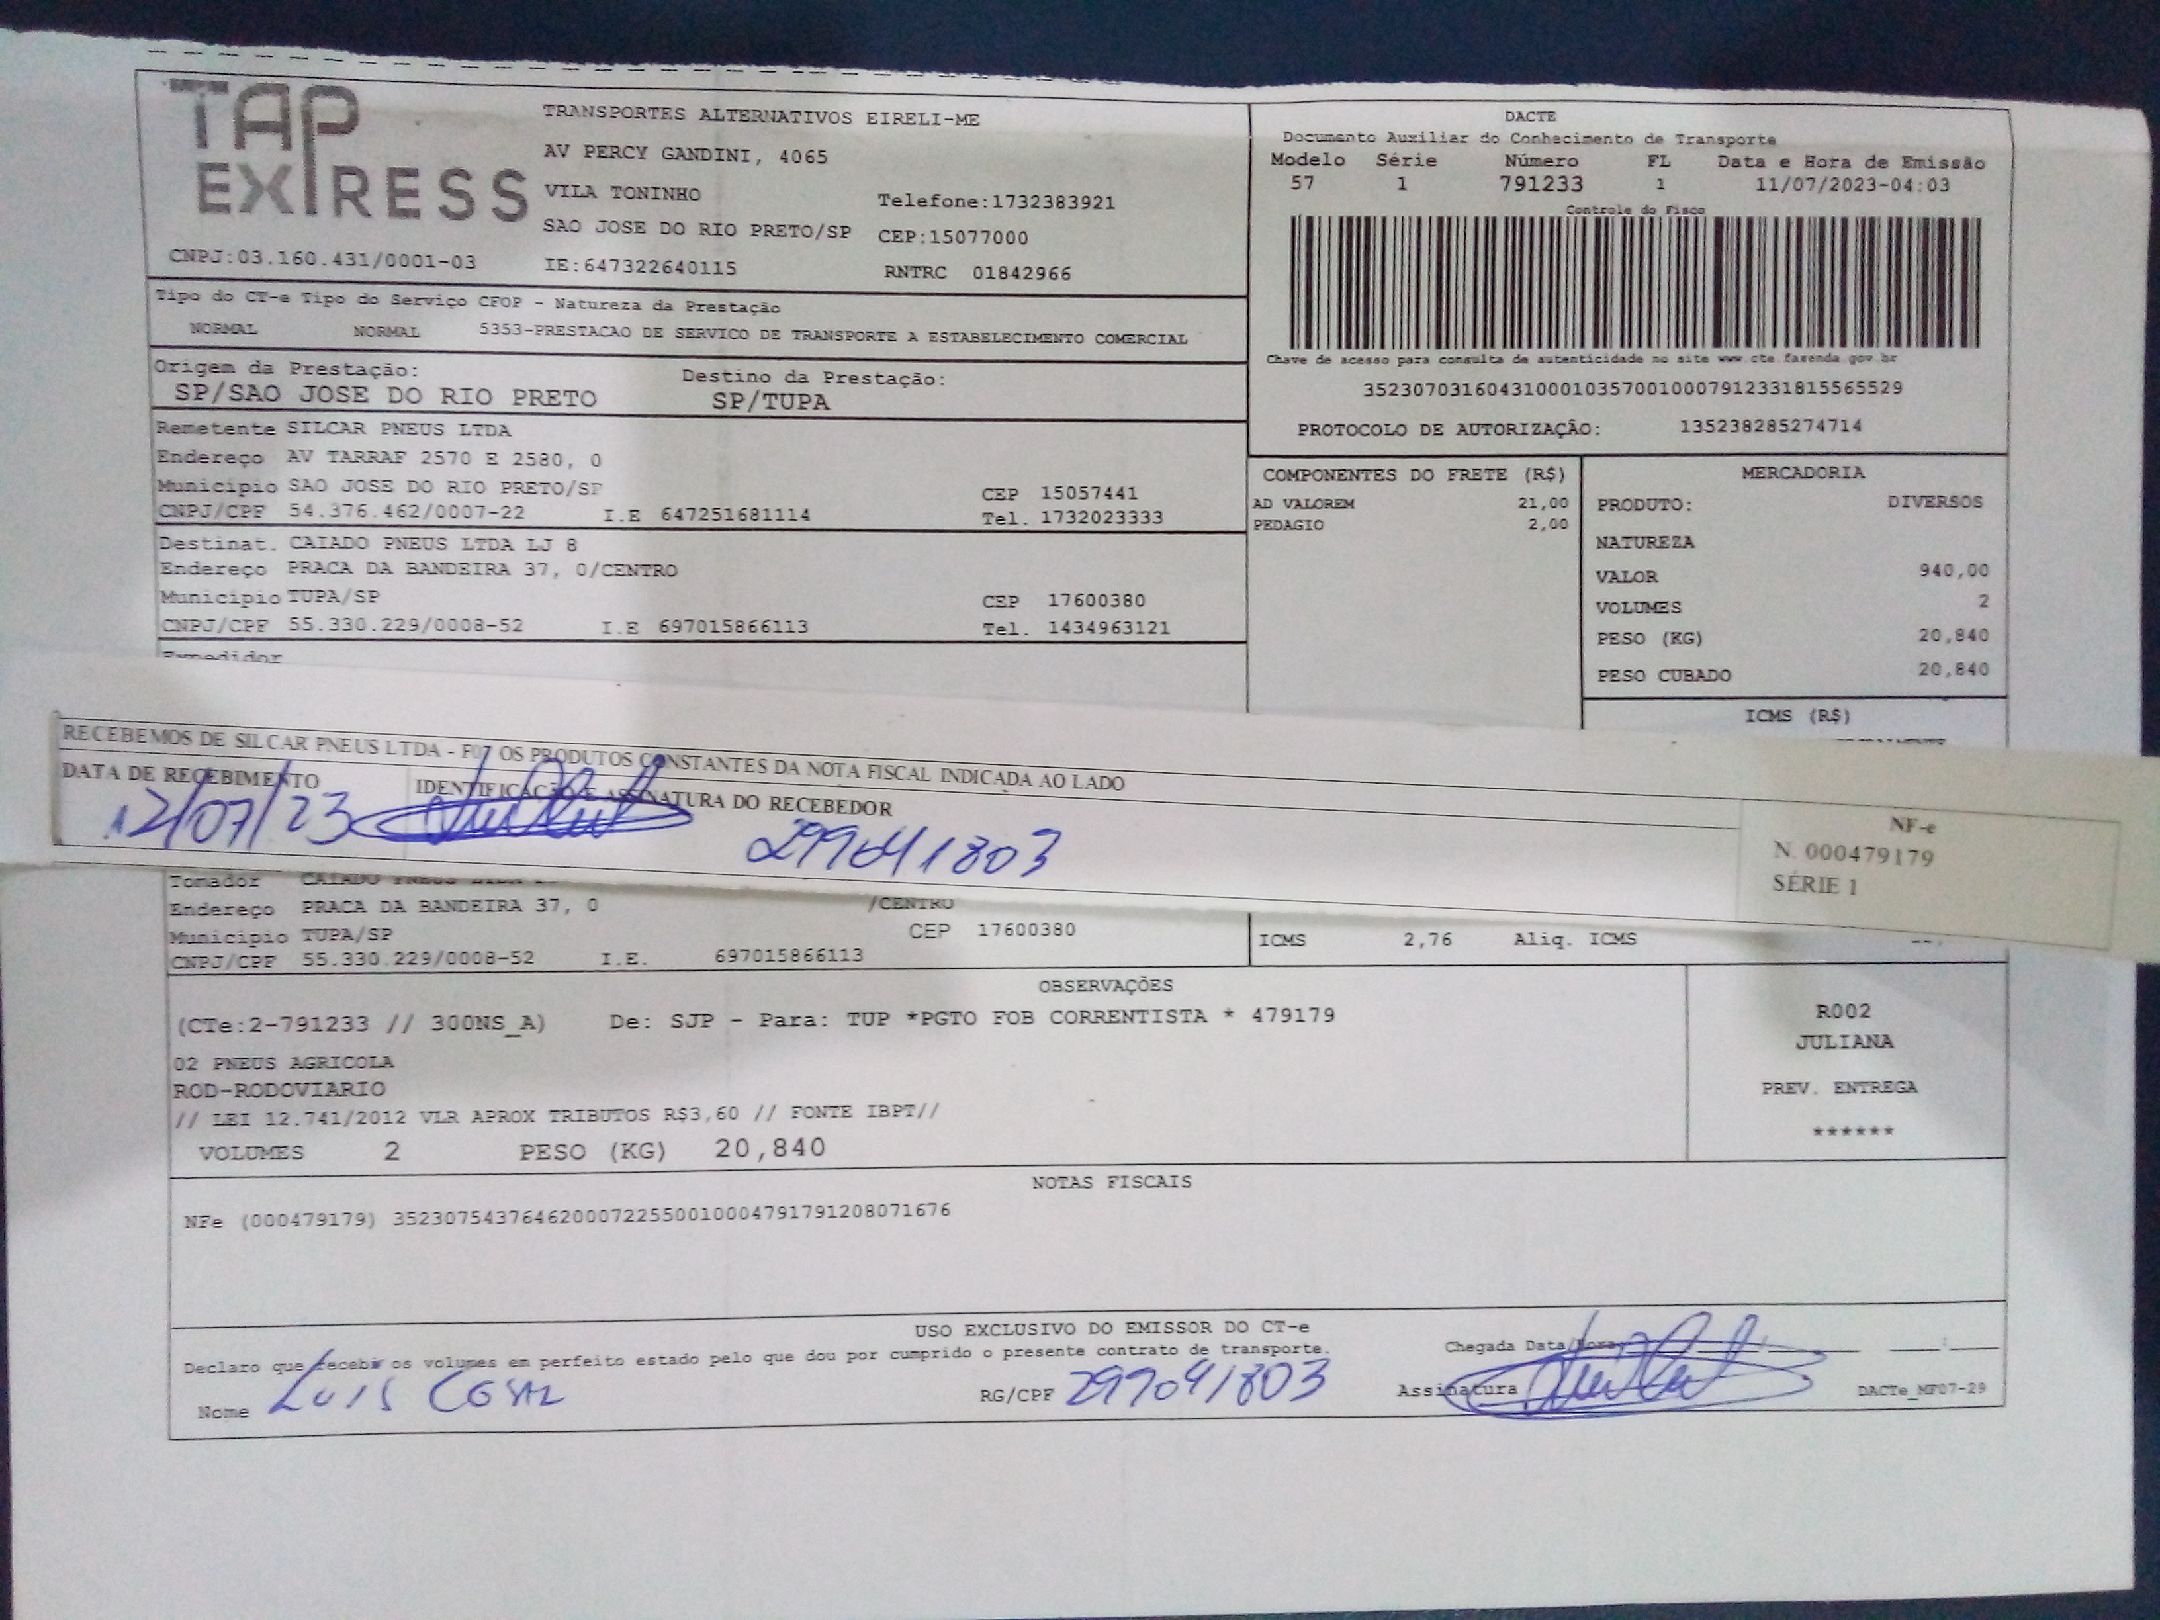 TAP EXPRESS
TRANSPORTES ALTERNATIVOS EIRELI-ME
AV PERCY GANDINI, 4065
VILA TONINHO Telefone:1732383921
SAO JOSE DO RIO PRETO/SP CEP:15077000
CNPJ:03.160.431/0001-03 IE:647322640115 RNTRC 01842966
DACTE
Documento Auxiliar do Conhecimento de Transporte
Modelo Série Número FL Data e Hora de Emissão
57 1 791233 1 11/07/2023-04:03
Controle do Fisco
Chave de acesso para consulta de autenticidade no site www.cte.fazenda.gov.br
35230703160431000103570010007912331815565529
PROTOCOLO DE AUTORIZAÇÃO: 135238285274714
Tipo do CT-e Tipo do Serviço CFOP - Natureza da Prestação
NORMAL NORMAL 5353-PRESTACAO DE SERVICO DE TRANSPORTE A ESTABELECIMENTO COMERCIAL
Origem da Prestação: Destino da Prestação:
SP/SAO JOSE DO RIO PRETO SP/TUPA
Remetente SILCAR PNEUS LTDA
Endereço AV TARRAF 2570 E 2580, 0
Municipio SAO JOSE DO RIO PRETO/SP CEP 15057441
CNPJ/CPF 54.376.462/0007-22 I.E 647251681114 Tel. 1732023333
Destinat. CAIADO PNEUS LTDA LJ 8
Endereço PRACA DA BANDEIRA 37, 0/CENTRO
Municipio TUPA/SP CEP 17600380
CNPJ/CPF 55.330.229/0008-52 I.E 697015866113 Tel. 1434963121
Expedidor
COMPONENTES DO FRETE (R$)
AD VALOREM 21,00
PEDAGIO 2,00
MERCADORIA
PRODUTO: DIVERSOS
NATUREZA
VALOR 940,00
VOLUMES 2
PESO (KG) 20,840
PESO CUBADO 20,840
ICMS (R$)
RECEBEMOS DE SILCAR PNEUS LTDA - F07 OS PRODUTOS CONSTANTES DA NOTA FISCAL INDICADA AO LADO
DATA DE RECEBIMENTO IDENTIFICAÇÃO E ASSINATURA DO RECEBEDOR
12/07/23 299041803
NF-e
N. 000479179
SÉRIE 1
Tomador CAIADO PNEUS LTDA
Endereço PRACA DA BANDEIRA 37, 0 /CENTRO
Municipio TUPA/SP CEP 17600380
CNPJ/CPF 55.330.229/0008-52 I.E. 697015866113
ICMS 2,76 Aliq. ICMS
OBSERVAÇÕES
(CTe:2-791233 // 300NS_A) De: SJP - Para: TUP *PGTO FOB CORRENTISTA * 479179
02 PNEUS AGRICOLA
ROD-RODOVIARIO
// LEI 12.741/2012 VLR APROX TRIBUTOS R$3,60 // FONTE IBPT//
VOLUMES 2 PESO (KG) 20,840
R002
JULIANA
PREV. ENTREGA
******
NOTAS FISCAIS
NFe (000479179) 35230754376462000722550010004791791208071676
USO EXCLUSIVO DO EMISSOR DO CT-e
Declaro que recebir os volumes em perfeito estado pelo que dou por cumprido o presente contrato de transporte.
Chegada Data/Hora
Nome LUIS RG/CPF 299041803 Assinatura DACTe_MF07-29